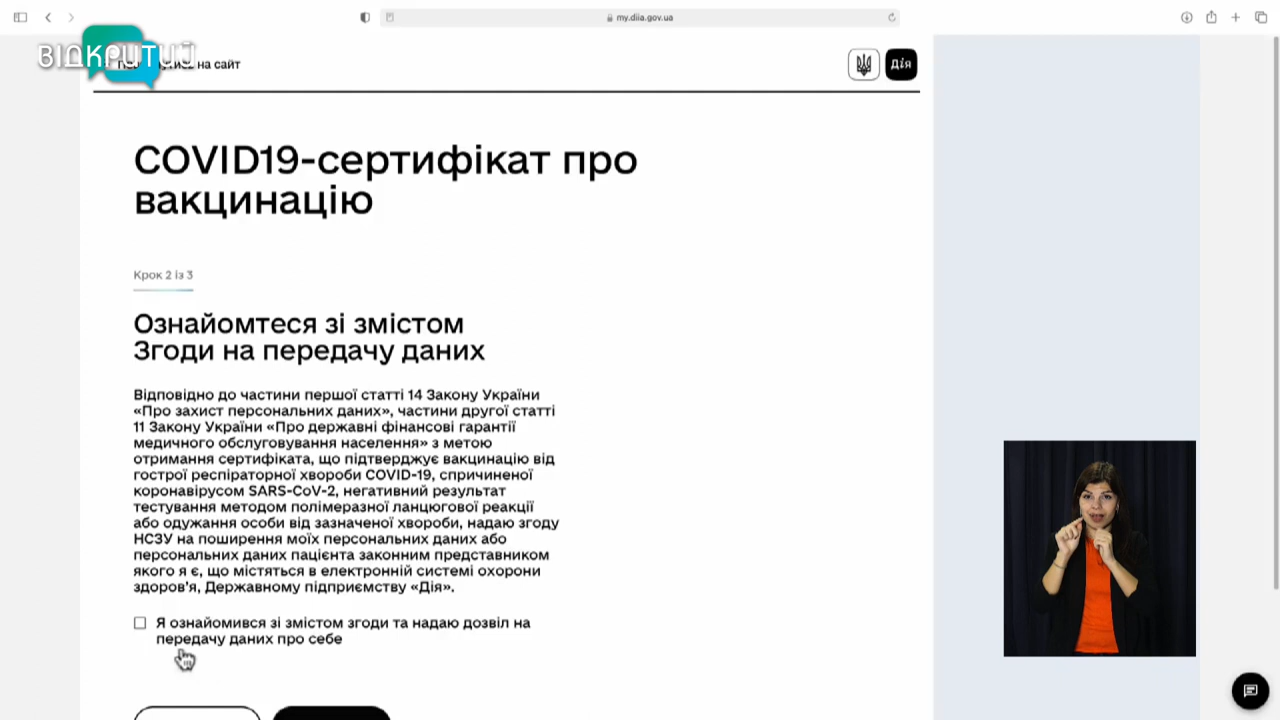 my.diia.gov.ua
ВІДКРИТИЙ
на сайт
Дія
COVID19-сертифікат про
вакцинацію
Крок 2 із 3
Ознайомтеся зі змістом
Згоди на передачу даних
Відповідно до частини першої статті 14 Закону України
«Про захист персональних даних», частини другої статті
11 Закону України «Про державні фінансові гарантії
медичного обслуговування населення» з метою
отримання сертифіката, що підтверджує вакцинацію від
гострої респіраторної хвороби COVID-19, спричиненої
коронавірусом SARS-CoV-2, негативний результат
тестування методом полімеразної ланцюгової реакції
або одужання особи від зазначеної хвороби, надаю згоду
НСЗУ на поширення моїх персональних даних або
персональних даних пацієнта законним представником
якого я є, що містяться в електронній системі охорони
здоров'я, Державному підприємству «Дія».
Я ознайомився зі змістом згоди та надаю дозвіл на
передачу даних про себе